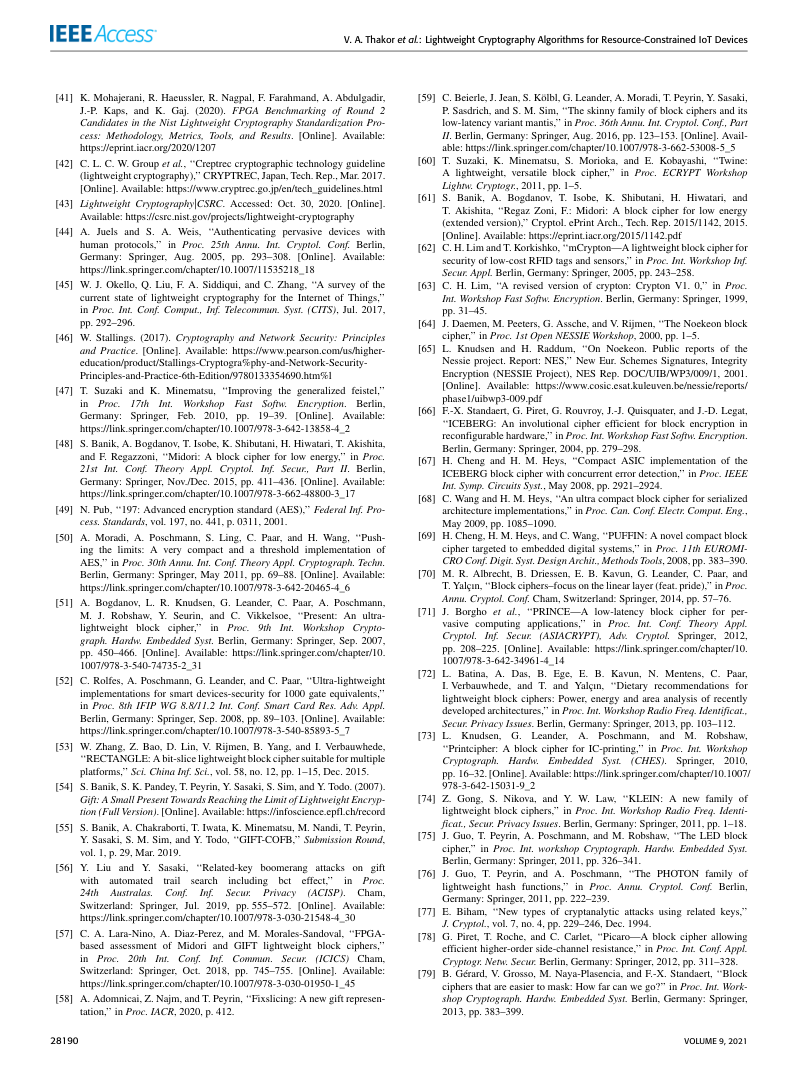 IEEE Access
V. A. Thakor et al.: Lightweight Cryptography Algorithms for Resource-Constrained IoT Devices
[41] K. Mohajerani, R. Haeussler, R. Nagpal, F. Farahmand, A. Abdulgadir,
J.-P. Kaps, and K. Gaj. (2020). FPGA Benchmarking of Round 2
Candidates in the Nist Lightweight Cryptography Standardization Pro-
cess: Methodology, Metrics, Tools, and Results. [Online]. Available:
https://eprint.iacr.org/2020/1207
[42] C. L. C. W. Group et al., ‘‘Creptrec cryptographic technology guideline
(lightweight cryptography),’’ CRYPTREC, Japan, Tech. Rep., Mar. 2017.
[Online]. Available: https://www.cryptrec.go.jp/en/tech_guidelines.html
[43] Lightweight Cryptography|CSRC. Accessed: Oct. 30, 2020. [Online].
Available: https://csrc.nist.gov/projects/lightweight-cryptography
[44] A. Juels and S. A. Weis, ‘‘Authenticating pervasive devices with
human protocols,’’ in Proc. 25th Annu. Int. Cryptol. Conf. Berlin,
Germany: Springer, Aug. 2005, pp. 293–308. [Online]. Available:
https://link.springer.com/chapter/10.1007/11535218_18
[45] W. J. Okello, Q. Liu, F. A. Siddiqui, and C. Zhang, ‘‘A survey of the
current state of lightweight cryptography for the Internet of Things,’’
in Proc. Int. Conf. Comput., Inf. Telecommun. Syst. (CITS), Jul. 2017,
pp. 292–296.
[46] W. Stallings. (2017). Cryptography and Network Security: Principles
and Practice. [Online]. Available: https://www.pearson.com/us/higher-
education/product/Stallings-Cryptogra%phy-and-Network-Security-
Principles-and-Practice-6th-Edition/9780133354690.htm%l
[47] T. Suzaki and K. Minematsu, ‘‘Improving the generalized feistel,’’
in Proc. 17th Int. Workshop Fast Softw. Encryption. Berlin,
Germany: Springer, Feb. 2010, pp. 19–39. [Online]. Available:
https://link.springer.com/chapter/10.1007/978-3-642-13858-4_2
[48] S. Banik, A. Bogdanov, T. Isobe, K. Shibutani, H. Hiwatari, T. Akishita,
and F. Regazzoni, ‘‘Midori: A block cipher for low energy,’’ in Proc.
21st Int. Conf. Theory Appl. Cryptol. Inf. Secur., Part II. Berlin,
Germany: Springer, Nov./Dec. 2015, pp. 411–436. [Online]. Available:
https://link.springer.com/chapter/10.1007/978-3-662-48800-3_17
[49] N. Pub, ‘‘197: Advanced encryption standard (AES),’’ Federal Inf. Pro-
cess. Standards, vol. 197, no. 441, p. 0311, 2001.
[50] A. Moradi, A. Poschmann, S. Ling, C. Paar, and H. Wang, ‘‘Push-
ing the limits: A very compact and a threshold implementation of
AES,’’ in Proc. 30th Annu. Int. Conf. Theory Appl. Cryptograph. Techn.
Berlin, Germany: Springer, May 2011, pp. 69–88. [Online]. Available:
https://link.springer.com/chapter/10.1007/978-3-642-20465-4_6
[51] A. Bogdanov, L. R. Knudsen, G. Leander, C. Paar, A. Poschmann,
M. J. Robshaw, Y. Seurin, and C. Vikkelsoe, ‘‘Present: An ultra-
lightweight block cipher,’’ in Proc. 9th Int. Workshop Crypto-
graph. Hardw. Embedded Syst. Berlin, Germany: Springer, Sep. 2007,
pp. 450–466. [Online]. Available: https://link.springer.com/chapter/10.
1007/978-3-540-74735-2_31
[52] C. Rolfes, A. Poschmann, G. Leander, and C. Paar, ‘‘Ultra-lightweight
implementations for smart devices-security for 1000 gate equivalents,’’
in Proc. 8th IFIP WG 8.8/11.2 Int. Conf. Smart Card Res. Adv. Appl.
Berlin, Germany: Springer, Sep. 2008, pp. 89–103. [Online]. Available:
https://link.springer.com/chapter/10.1007/978-3-540-85893-5_7
[53] W. Zhang, Z. Bao, D. Lin, V. Rijmen, B. Yang, and I. Verbauwhede,
‘‘RECTANGLE: A bit-slice lightweight block cipher suitable for multiple
platforms,’’ Sci. China Inf. Sci., vol. 58, no. 12, pp. 1–15, Dec. 2015.
[54] S. Banik, S. K. Pandey, T. Peyrin, Y. Sasaki, S. Sim, and Y. Todo. (2007).
Gift: A Small Present Towards Reaching the Limit of Lightweight Encryp-
tion (Full Version). [Online]. Available: https://infoscience.epfl.ch/record
[55] S. Banik, A. Chakraborti, T. Iwata, K. Minematsu, M. Nandi, T. Peyrin,
Y. Sasaki, S. M. Sim, and Y. Todo, ‘‘GIFT-COFB,’’ Submission Round,
vol. 1, p. 29, Mar. 2019.
[56] Y. Liu and Y. Sasaki, ‘‘Related-key boomerang attacks on gift
with automated trail search including bct effect,’’ in Proc.
24th Australas. Conf. Inf. Secur. Privacy (ACISP). Cham,
Switzerland: Springer, Jul. 2019, pp. 555–572. [Online]. Available:
https://link.springer.com/chapter/10.1007/978-3-030-21548-4_30
[57] C. A. Lara-Nino, A. Diaz-Perez, and M. Morales-Sandoval, ‘‘FPGA-
based assessment of Midori and GIFT lightweight block ciphers,’’
in Proc. 20th Int. Conf. Inf. Commun. Secur. (ICICS) Cham,
Switzerland: Springer, Oct. 2018, pp. 745–755. [Online]. Available:
https://link.springer.com/chapter/10.1007/978-3-030-01950-1_45
[58] A. Adomnicai, Z. Najm, and T. Peyrin, ‘‘Fixslicing: A new gift represen-
tation,’’ in Proc. IACR, 2020, p. 412.
[59] C. Beierle, J. Jean, S. Kölbl, G. Leander, A. Moradi, T. Peyrin, Y. Sasaki,
P. Sasdrich, and S. M. Sim, ‘‘The skinny family of block ciphers and its
low-latency variant mantis,’’ in Proc. 36th Annu. Int. Cryptol. Conf., Part
II. Berlin, Germany: Springer, Aug. 2016, pp. 123–153. [Online]. Avail-
able: https://link.springer.com/chapter/10.1007/978-3-662-53008-5_5
[60] T. Suzaki, K. Minematsu, S. Morioka, and E. Kobayashi, ‘‘Twine:
A lightweight, versatile block cipher,’’ in Proc. ECRYPT Workshop
Lightw. Cryptogr., 2011, pp. 1–5.
[61] S. Banik, A. Bogdanov, T. Isobe, K. Shibutani, H. Hiwatari, and
T. Akishita, ‘‘Regaz Zoni, F.: Midori: A block cipher for low energy
(extended version),’’ Cryptol. ePrint Arch., Tech. Rep. 2015/1142, 2015.
[Online]. Available: https://eprint.iacr.org/2015/1142.pdf
[62] C. H. Lim and T. Korkishko, ‘‘mCrypton—A lightweight block cipher for
security of low-cost RFID tags and sensors,’’ in Proc. Int. Workshop Inf.
Secur. Appl. Berlin, Germany: Springer, 2005, pp. 243–258.
[63] C. H. Lim, ‘‘A revised version of crypton: Crypton V1. 0,’’ in Proc.
Int. Workshop Fast Softw. Encryption. Berlin, Germany: Springer, 1999,
pp. 31–45.
[64] J. Daemen, M. Peeters, G. Assche, and V. Rijmen, ‘‘The Noekeon block
cipher,’’ in Proc. 1st Open NESSIE Workshop, 2000, pp. 1–5.
[65] L. Knudsen and H. Raddum, ‘‘On Noekeon. Public reports of the
Nessie project. Report: NES,’’ New Eur. Schemes Signatures, Integrity
Encryption (NESSIE Project), NES Rep. DOC/UIB/WP3/009/1, 2001.
[Online]. Available: https://www.cosic.esat.kuleuven.be/nessie/reports/
phase1/uibwp3-009.pdf
[66] F.-X. Standaert, G. Piret, G. Rouvroy, J.-J. Quisquater, and J.-D. Legat,
‘‘ICEBERG: An involutional cipher efficient for block encryption in
reconfigurable hardware,’’ in Proc. Int. Workshop Fast Softw. Encryption.
Berlin, Germany: Springer, 2004, pp. 279–298.
[67] H. Cheng and H. M. Heys, ‘‘Compact ASIC implementation of the
ICEBERG block cipher with concurrent error detection,’’ in Proc. IEEE
Int. Symp. Circuits Syst., May 2008, pp. 2921–2924.
[68] C. Wang and H. M. Heys, ‘‘An ultra compact block cipher for serialized
architecture implementations,’’ in Proc. Can. Conf. Electr. Comput. Eng.,
May 2009, pp. 1085–1090.
[69] H. Cheng, H. M. Heys, and C. Wang, ‘‘PUFFIN: A novel compact block
cipher targeted to embedded digital systems,’’ in Proc. 11th EUROMI-
CRO Conf. Digit. Syst. Design Archit., Methods Tools, 2008, pp. 383–390.
[70] M. R. Albrecht, B. Driessen, E. B. Kavun, G. Leander, C. Paar, and
T. Yalçın, ‘‘Block ciphers–focus on the linear layer (feat. pride),’’ in Proc.
Annu. Cryptol. Conf. Cham, Switzerland: Springer, 2014, pp. 57–76.
[71] J. Borgho et al., ‘‘PRINCE—A low-latency block cipher for per-
vasive computing applications,’’ in Proc. Int. Conf. Theory Appl.
Cryptol. Inf. Secur. (ASIACRYPT), Adv. Cryptol. Springer, 2012,
pp. 208–225. [Online]. Available: https://link.springer.com/chapter/10.
1007/978-3-642-34961-4_14
[72] L. Batina, A. Das, B. Ege, E. B. Kavun, N. Mentens, C. Paar,
I. Verbauwhede, and T. and Yalçın, ‘‘Dietary recommendations for
lightweight block ciphers: Power, energy and area analysis of recently
developed architectures,’’ in Proc. Int. Workshop Radio Freq. Identificat.,
Secur. Privacy Issues. Berlin, Germany: Springer, 2013, pp. 103–112.
[73] L. Knudsen, G. Leander, A. Poschmann, and M. Robshaw,
‘‘Printcipher: A block cipher for IC-printing,’’ in Proc. Int. Workshop
Cryptograph. Hardw. Embedded Syst. (CHES). Springer, 2010,
pp. 16–32. [Online]. Available: https://link.springer.com/chapter/10.1007/
978-3-642-15031-9_2
[74] Z. Gong, S. Nikova, and Y. W. Law, ‘‘KLEIN: A new family of
lightweight block ciphers,’’ in Proc. Int. Workshop Radio Freq. Identi-
ficat., Secur. Privacy Issues. Berlin, Germany: Springer, 2011, pp. 1–18.
[75] J. Guo, T. Peyrin, A. Poschmann, and M. Robshaw, ‘‘The LED block
cipher,’’ in Proc. Int. workshop Cryptograph. Hardw. Embedded Syst.
Berlin, Germany: Springer, 2011, pp. 326–341.
[76] J. Guo, T. Peyrin, and A. Poschmann, ‘‘The PHOTON family of
lightweight hash functions,’’ in Proc. Annu. Cryptol. Conf. Berlin,
Germany: Springer, 2011, pp. 222–239.
[77] E. Biham, ‘‘New types of cryptanalytic attacks using related keys,’’
J. Cryptol., vol. 7, no. 4, pp. 229–246, Dec. 1994.
[78] G. Piret, T. Roche, and C. Carlet, ‘‘Picaro—A block cipher allowing
efficient higher-order side-channel resistance,’’ in Proc. Int. Conf. Appl.
Cryptogr. Netw. Secur. Berlin, Germany: Springer, 2012, pp. 311–328.
[79] B. Gérard, V. Grosso, M. Naya-Plasencia, and F.-X. Standaert, ‘‘Block
ciphers that are easier to mask: How far can we go?’’ in Proc. Int. Work-
shop Cryptograph. Hardw. Embedded Syst. Berlin, Germany: Springer,
2013, pp. 383–399.
28190
VOLUME 9, 2021